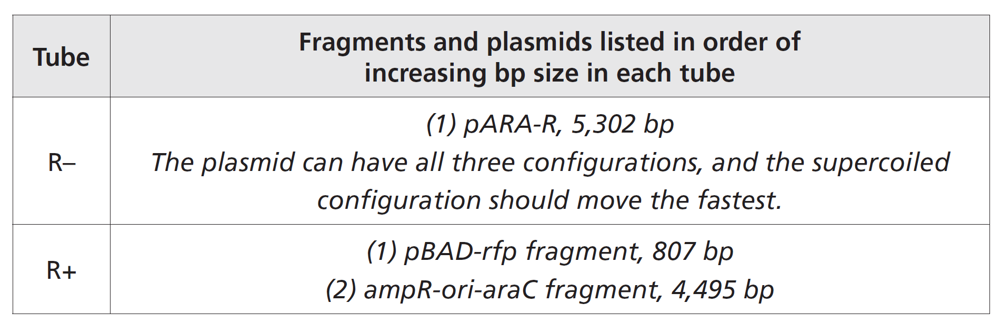 Tube
Fragments and plasmids listed in order of
increasing bp size in each tube
R–
(1) pARA-R, 5,302 bp
The plasmid can have all three configurations, and the supercoiled
configuration should move the fastest.
R+
(1) pBAD-rfp fragment, 807 bp
(2) ampR-ori-araC fragment, 4,495 bp